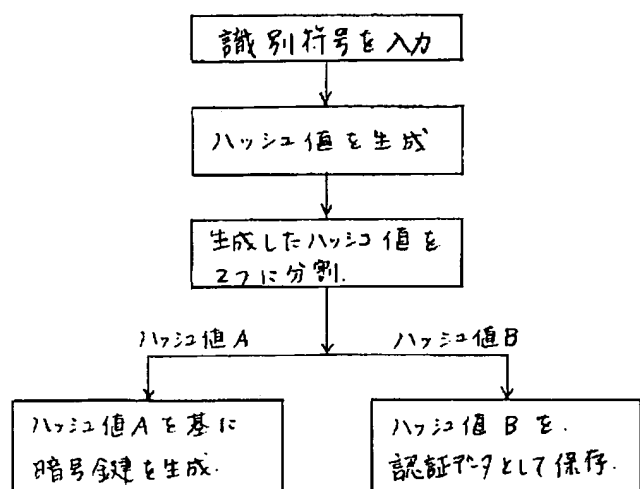 識別符号を入力
ハッシュ値を生成
生成したハッシュ値を
2つに分割.
ハッシュ値A
ハッシュ値B
ハッシュ値Aを基に
暗号鍵を生成.
ハッシュ値Bを.
認証データとして保存.